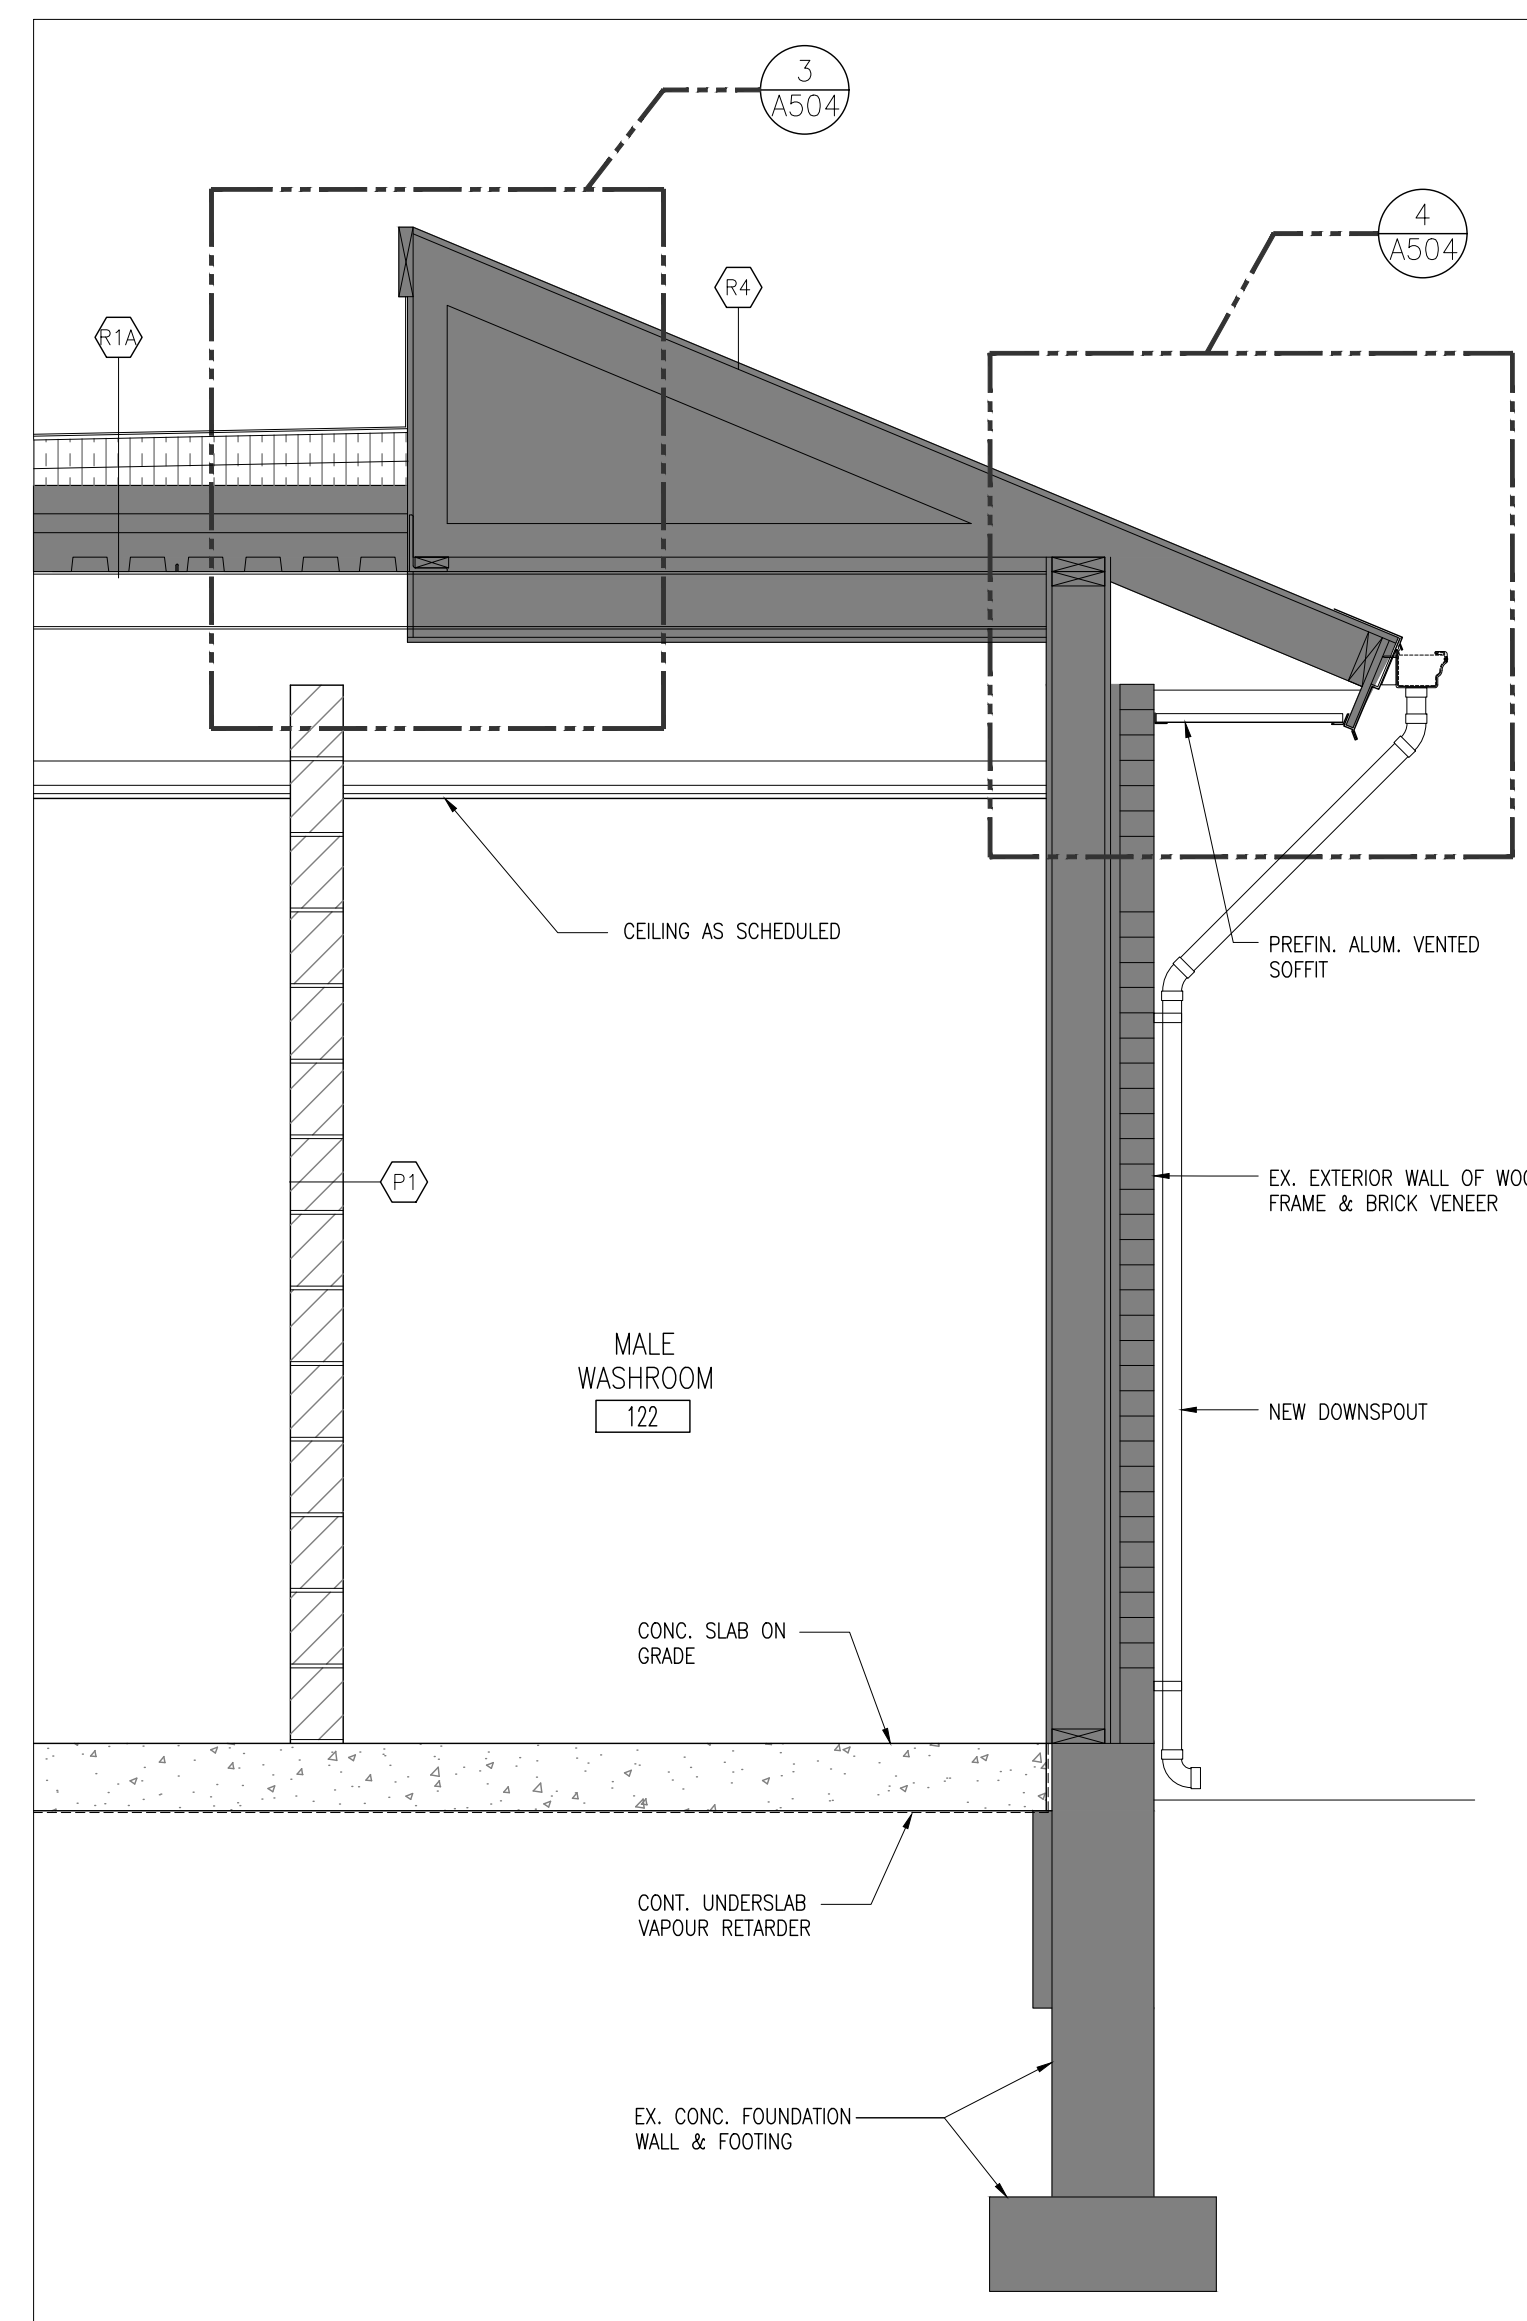 3
A504
4
A504
R4
R1A
CEILING AS SCHEDULED
PREFIN. ALUM. VENTED
SOFFIT
EX. EXTERIOR WALL OF
FRAME & BRICK VENEER
P1
MALE
WASHROOM
122
NEW DOWNSPOUT
CONC. SLAB ON
GRADE
CONT. UNDERSLAB
VAPOUR RETARDER
EX. CONC. FOUNDATION
WALL & FOOTING